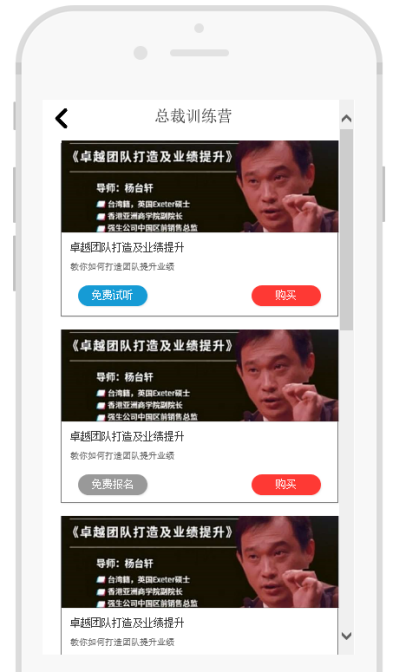 总裁训练营
《卓越团队打造及业绩提升》
导师：杨台轩
台湾籍，英国Exeter硕士
香港亚洲商学院副院长
强生公司中国区前销售总监
卓越团队打造及业绩提升
教你如何打造团队提升业绩
免费试听
购买
《卓越团队打造及业绩提升》
导师：杨台轩
台湾籍，英国Exeter硕士
香港亚洲商学院副院长
强生公司中国区前销售总监
卓越团队打造及业绩提升
教你如何打造团队提升业绩
免费报名
购买
《卓越团队打造及业绩提升》
导师：杨台轩
台湾籍，英国Exeter硕士
香港亚洲商学院副院长
强生公司中国区前销售总监
卓越团队打造及业绩提升
教你如何打造团队提升业绩